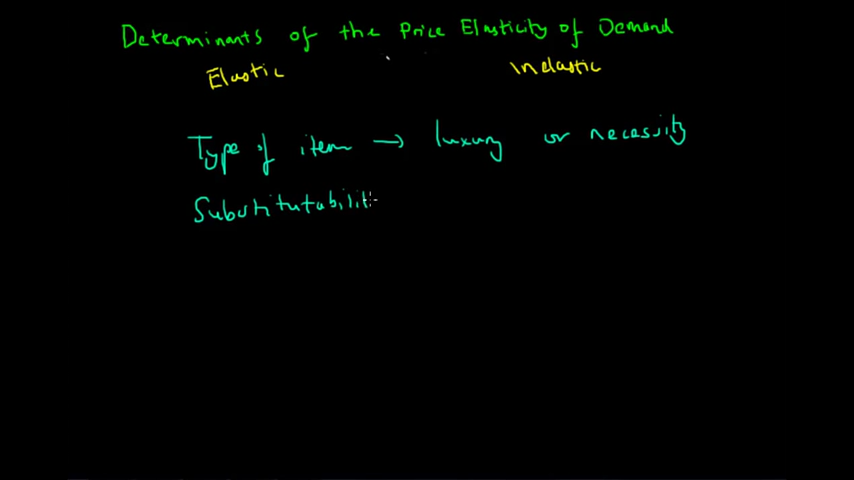 Determinants of the Price Elasticity of Demand
Elastic Inelastic
Type of item → luxury or necessity
Substitutabilit